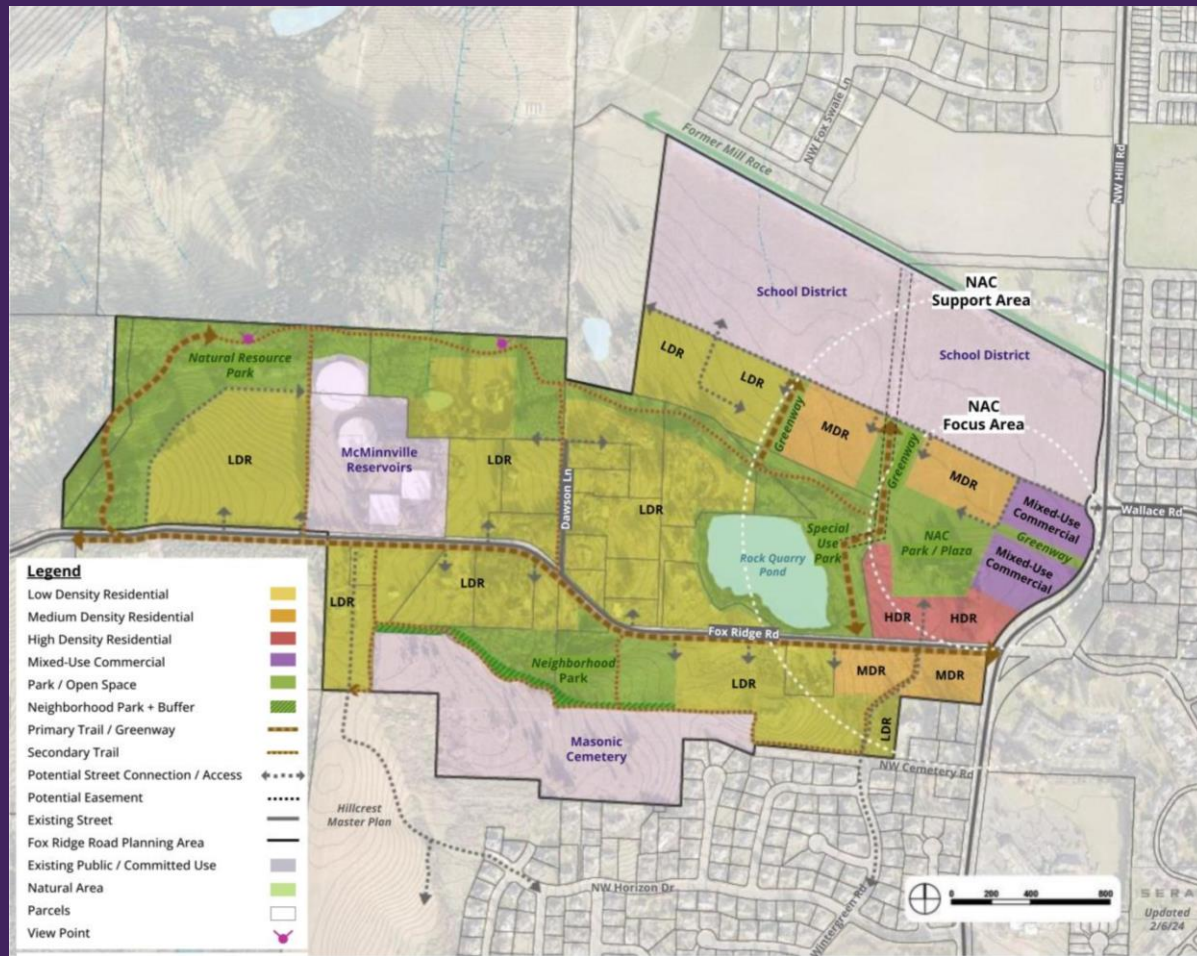 Former Mill Race
NW Fox Swale Ln
NW Hill Rd
School District
NAC
Support Area
School District
Natural Resource
Park
LDR
LDR
NAC
Focus Area
Greenway
MDR
Greenway
McMinnville
Reservoirs
LDR
LDR
MDR
Mixed-Use
Commercial
Wallace Rd
Dawson Ln
LDR
Special
Use
Park
NAC
Park / Plaza
Greenway
Mixed-Use
Commercial
Rock Quarry
Pond
Legend
Low Density Residential
Medium Density Residential
High Density Residential
Mixed-Use Commercial
Park / Open Space
Neighborhood Park + Buffer
Primary Trail / Greenway
Secondary Trail
Potential Street Connection / Access
Potential Easement
Existing Street
Fox Ridge Road Planning Area
Existing Public / Committed Use
Natural Area
Parcels
View Point
LDR
LDR
HDR
HDR
Fox Ridge Rd
Neighborhood
Park
LDR
MDR
MDR
LDR
Masonic
Cemetery
NW Cemetery Rd
Hillcrest
Master Plan
NW Horizon Dr
Wintergreen Rd
0 200 400 800
SERA
Updated
2/6/24